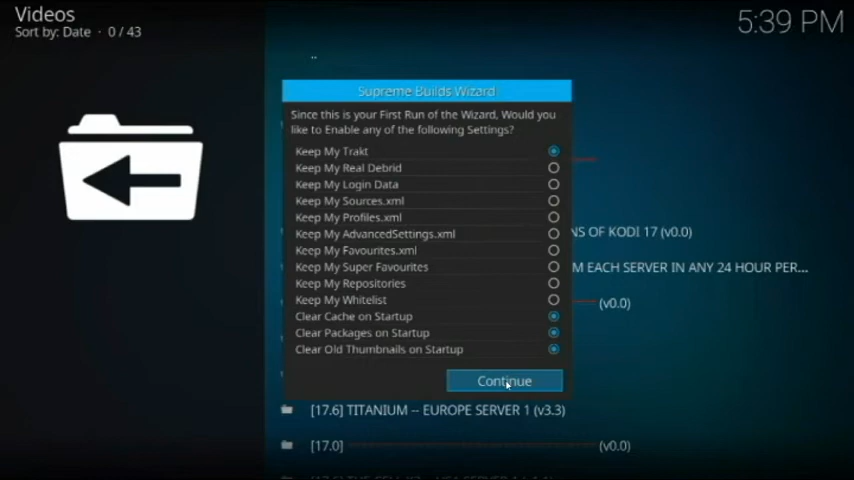 Videos
Sort by: Date · 0 / 43
5:39 PM
..
Supreme Builds Wizard
Since this is your First Run of the Wizard, Would you
like to Enable any of the following Settings?
Keep My Trakt
Keep My Real Debrid
Keep My Login Data
Keep My Sources.xml
Keep My Profiles.xml
Keep My AdvancedSettings.xml
NS OF KODI 17 (v0.0)
Keep My Favourites.xml
Keep My Super Favourites
M EACH SERVER IN ANY 24 HOUR PER...
Keep My Repositories
Keep My Whitelist
(v0.0)
Clear Cache on Startup
Clear Packages on Startup
Clear Old Thumbnails on Startup
Continue
[17.6] TITANIUM -- EUROPE SERVER 1 (v3.3)
[17.0] (v0.0)